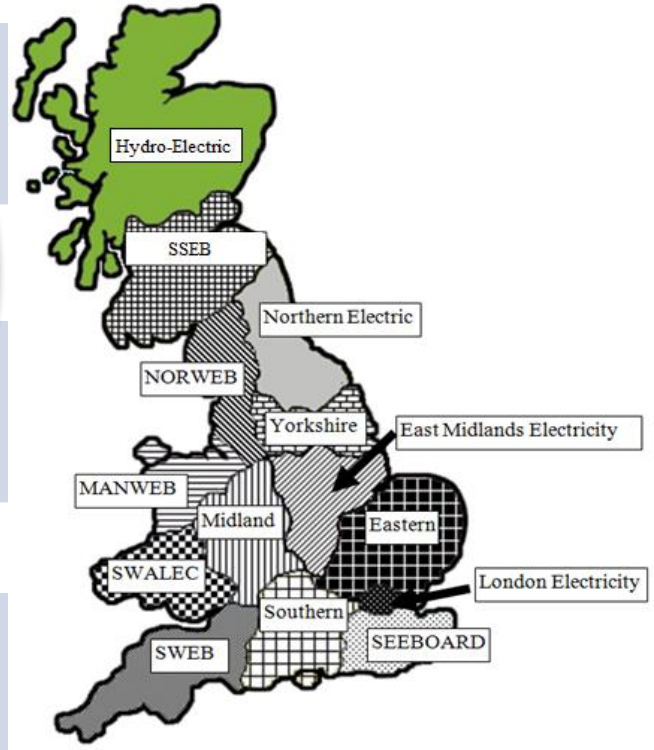 Hydro-Electric
SSEB
Northern Electric
NORWEB
Yorkshire
East Midlands Electricity
MANWEB
Midland
Eastern
SWALEC
London Electricity
Southern
SWEB
SEEBOARD